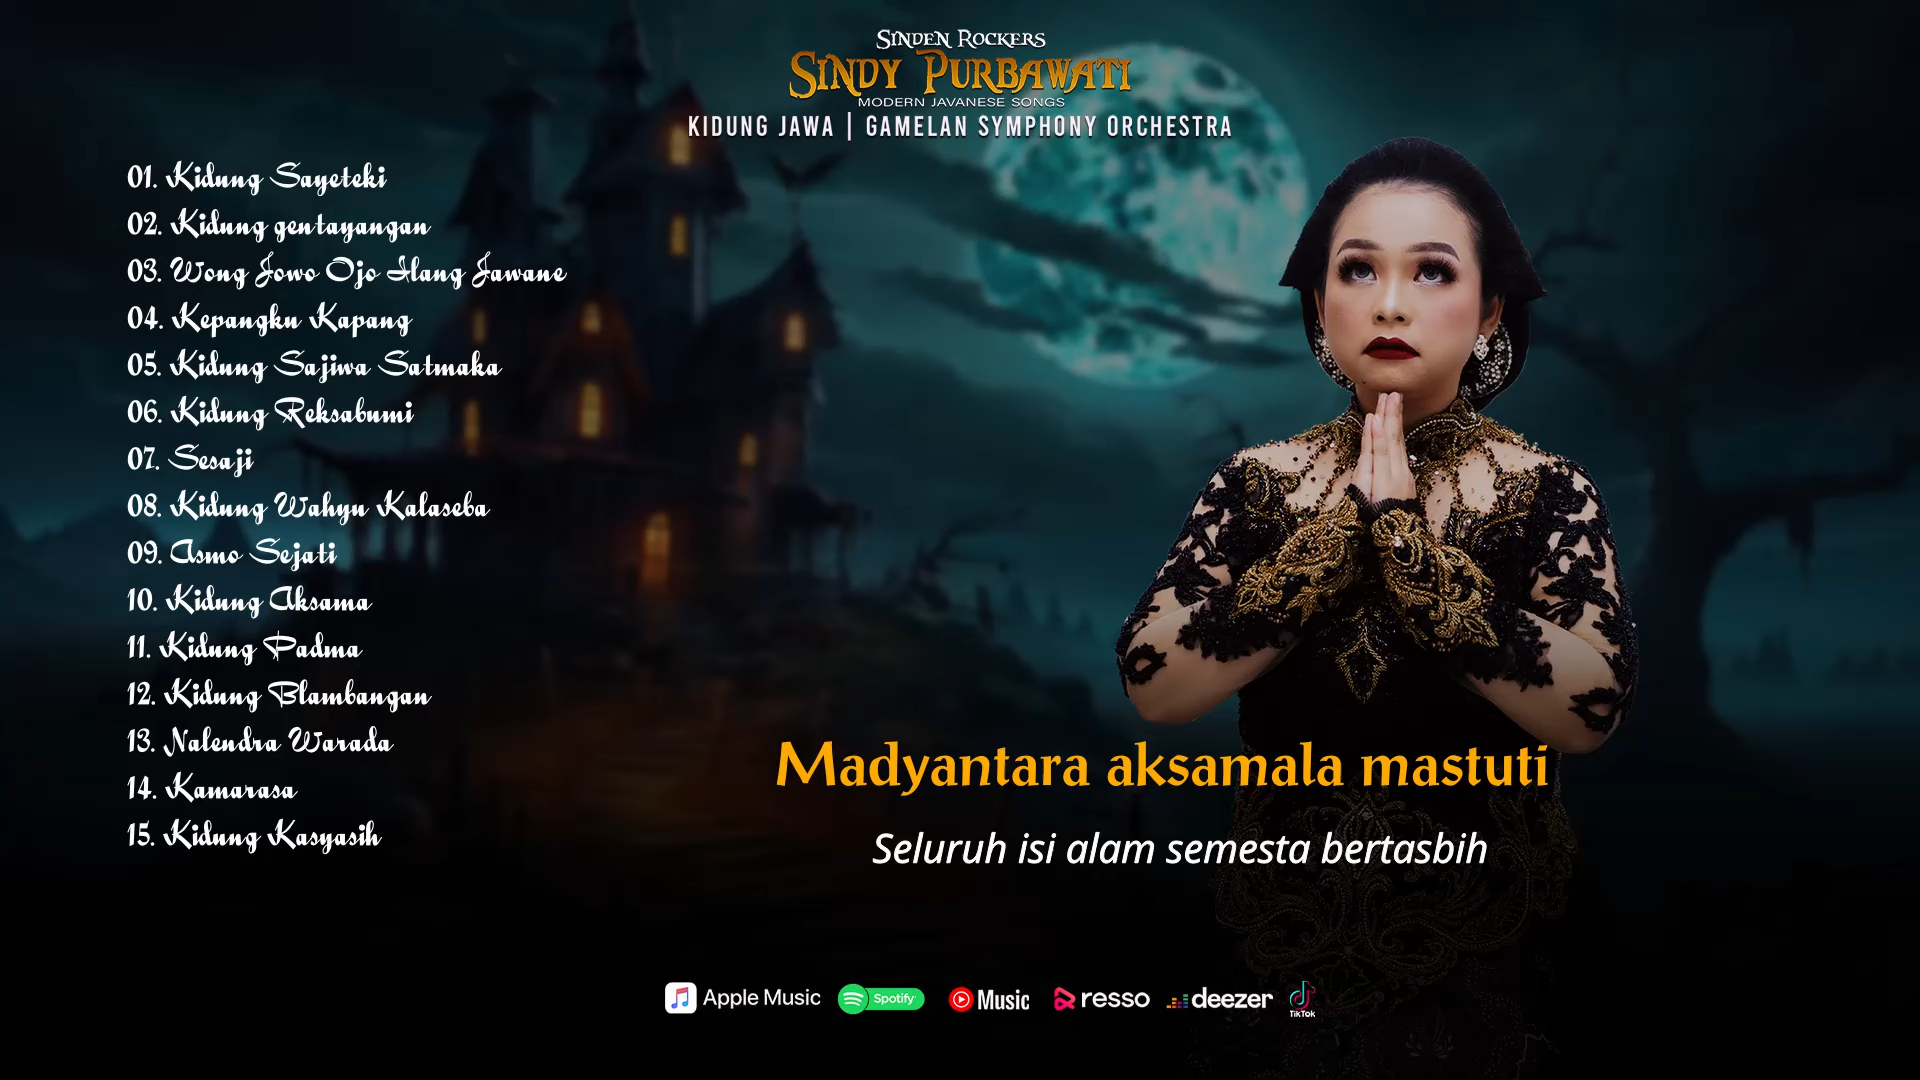 SINDEN ROCKERS
SINDY PURBAWATI
MODERN JAVANESE SONGS
KIDUNG JAWA | GAMELAN SYMPHONY ORCHESTRA
01. Kidung Sayeteki
02. Kidung gentayangan
03. Wong Jowo Ojo Ilang Jawane
04. Kepangku Kapang
05. Kidung Sajiwa Satmaka
06. Kidung Reksabumi
07. Sesaji
08. Kidung Wahyu Kalaseba
09. Asmo Sejati
10. Kidung Aksama
11. Kidung Padma
12. Kidung Blambangan
13. Nalendra Warada
14. Kamarasa
15. Kidung Kasyasih
Madyantara aksamala mastuti
Seluruh isi alam semesta bertasbih
Apple Music Spotify Music resso deezer TikTok